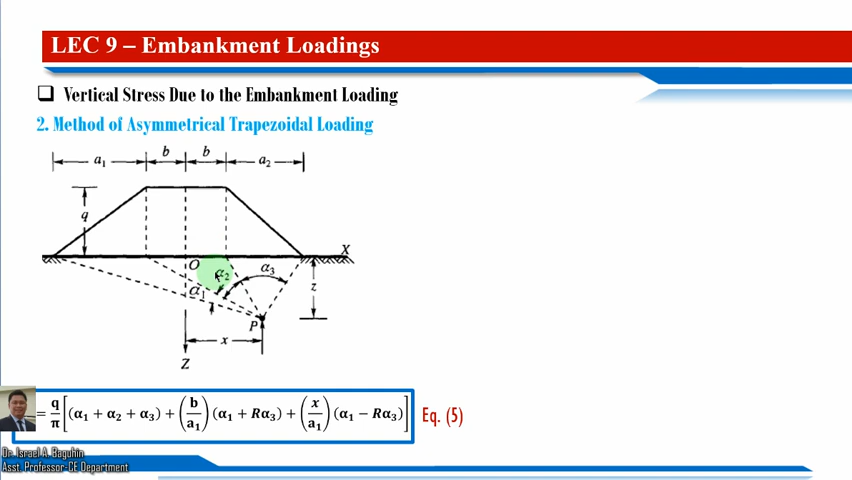 LEC 9 – Embankment Loadings
Vertical Stress Due to the Embankment Loading
2. Method of Asymmetrical Trapezoidal Loading
a₁ b b a₂
q
X
O α₂ α₃
α₁ z
P
x
Z
= q/π [(α₁ + α₂ + α₃) + (b/a₁)(α₁ + Rα₃) + (x/a₁)(α₁ − Rα₃)] Eq. (5)
Dr. Israel A. Baguhin
Asst. Professor-CE Department